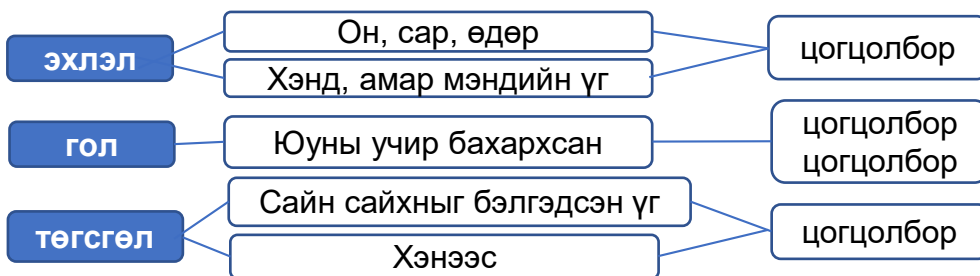 эхлэл
Он, сар, өдөр
Хэнд, амар мэндийн үг
цогцолбор
гол
Юуны учир бахархсан
цогцолбор
цогцолбор
төгсгөл
Сайн сайхныг бэлгэдсэн үг
Хэнээс
цогцолбор